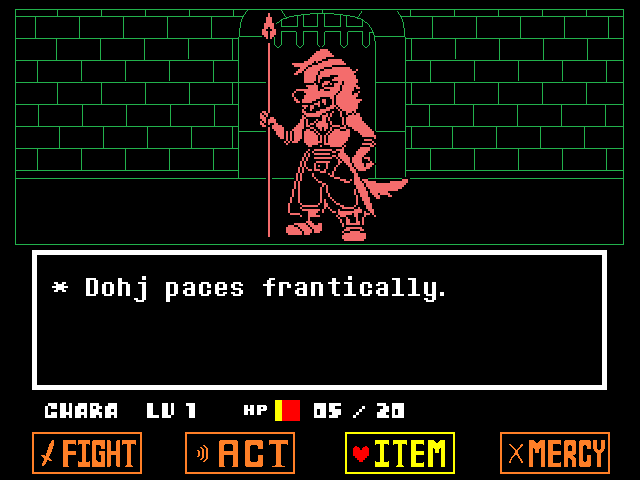 * Dohj paces frantically.
CHARA LV 1 HP 05 / 20
FIGHT ACT ITEM MERCY